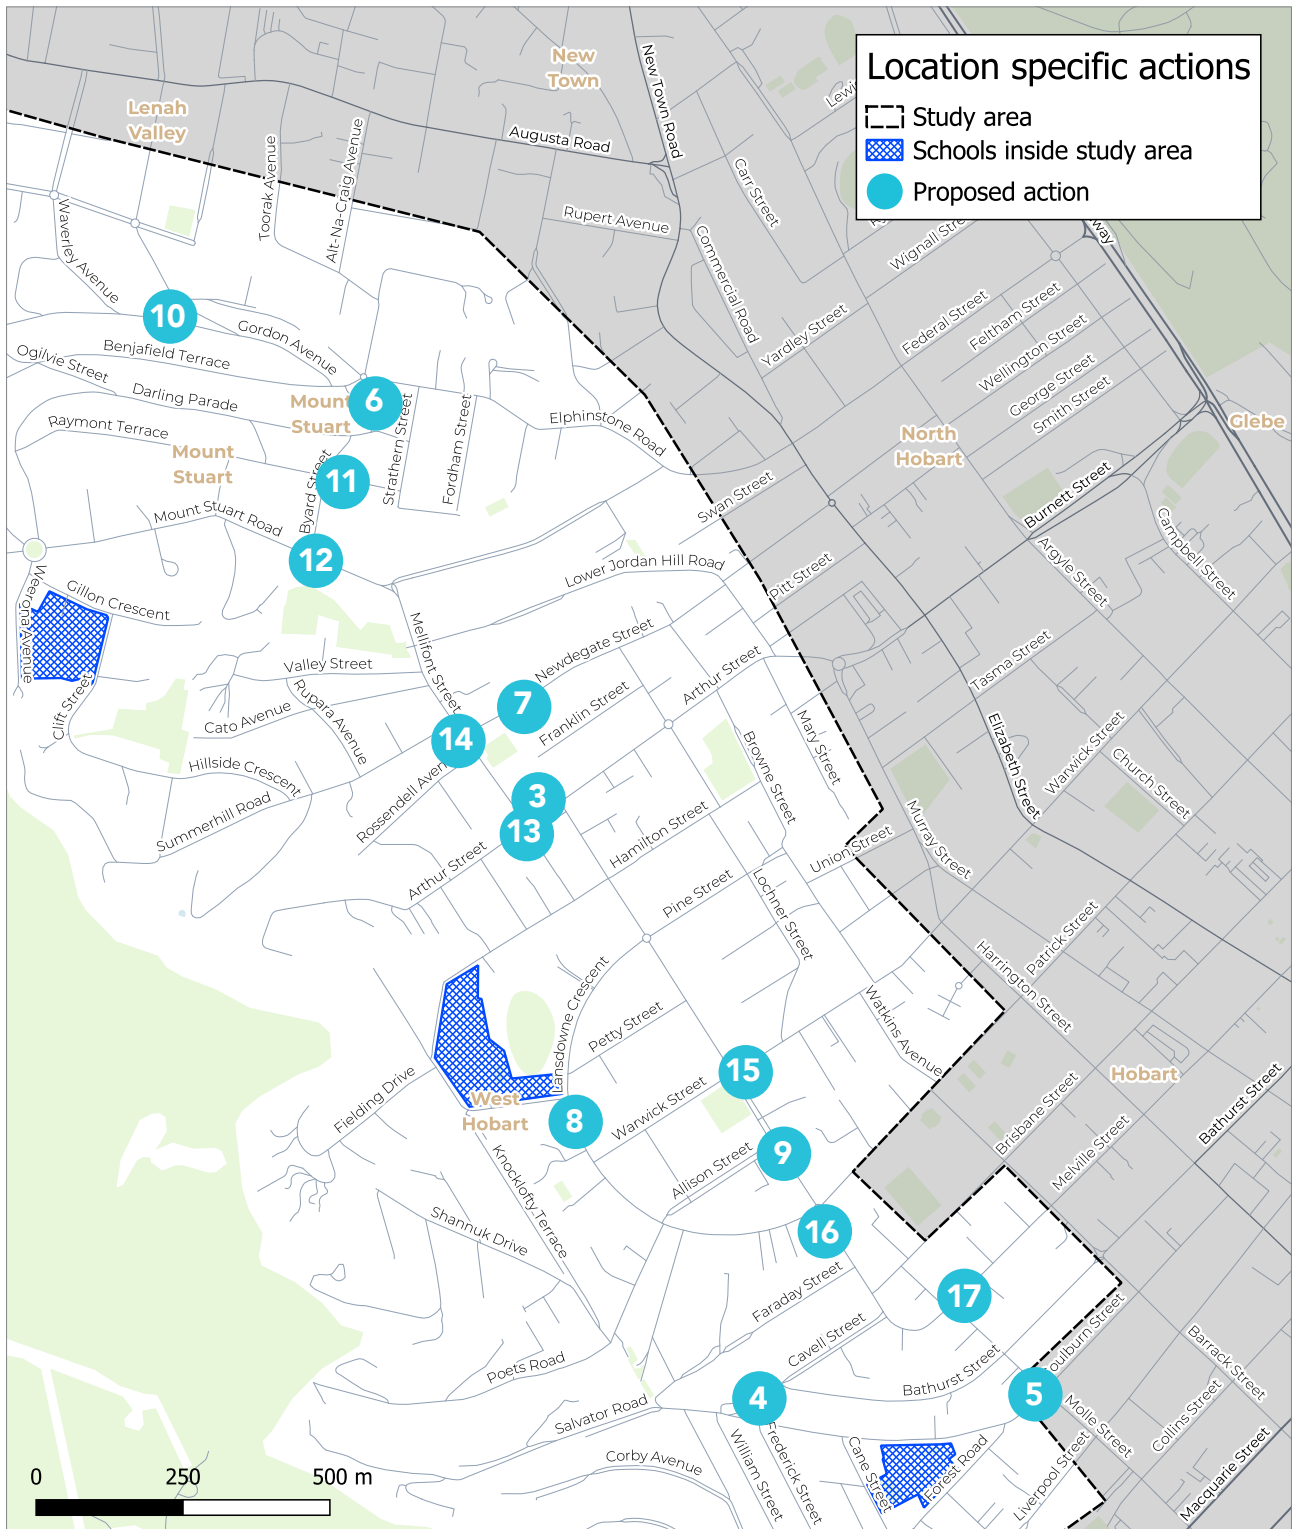 Location specific actions
Study area
Schools inside study area
Proposed action
New
Town
Lenah
Valley
New Town Road
Augusta Road
Carr Street
Toorak Avenue
Alt-Na-Craig Avenue
Rupert Avenue
Waverley Avenue
Commercial Road
Wignall
Yardley Street
Federal Street
Feltham Street
Wellington Street
George Street
Smith Street
Glebe
10
Gordon Avenue
Benjafield Terrace
Ogilvie Street
Darling Parade
Mount
Stuart
6
Raymont Terrace
Mount
Stuart
Strathern Street
Fordham Street
Elphinstone Road
North
Hobart
Burnett Street
Swan Street
Byard Street
11
Mount Stuart Road
Campbell Street
Argyle Street
12
Lower Jordan Hill Road
Pitt Street
Weerona Avenue
Gillon Crescent
Mellifont Street
Newdegate Street
Valley Street
Arthur Street
Tasma Street
Rupara Avenue
Cato Avenue
Clift Street
7
Franklin Street
14
Mary Street
Browne Street
Elizabeth Street
Warwick Street
Church Street
Hillside Crescent
Summerhill Road
Rossendell
3
13
Hamilton Street
Murray Street
Union Street
Arthur Street
Pine Street
Lochner Street
Patrick Street
Harrington Street
Lansdowne Crescent
Petty Street
Watkins Avenue
Fielding Drive
West
Hobart
8
Warwick Street
15
Hobart
Bathurst Street
Brisbane Street
Melville Street
Allison Street
9
Knocklofty Terrace
Shannuk Drive
16
Faraday Street
17
Cavell Street
Goulburn Street
Barrack Street
Poets Road
Bathurst Street
Salvator Road
4
5
Molle Street
Collins Street
Corby Avenue
William Street
Frederick Street
Cane Street
Forest Road
Liverpool Street
Macquarie Street
0
250
500 m